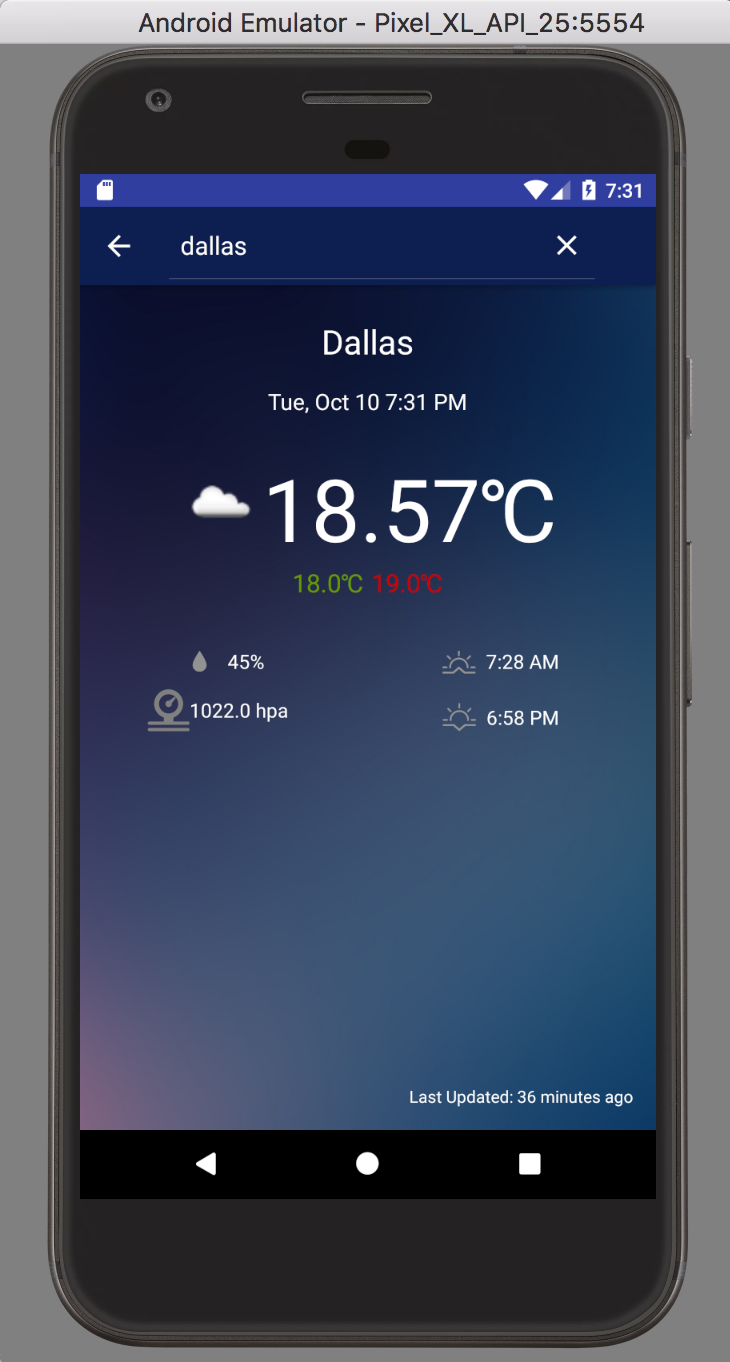 Android Emulator - Pixel_XL_API_25:5554
7:31
dallas
Dallas
Tue, Oct 10 7:31 PM
18.57℃
18.0℃ 19.0℃
45%
7:28 AM
1022.0 hpa
6:58 PM
Last Updated: 36 minutes ago